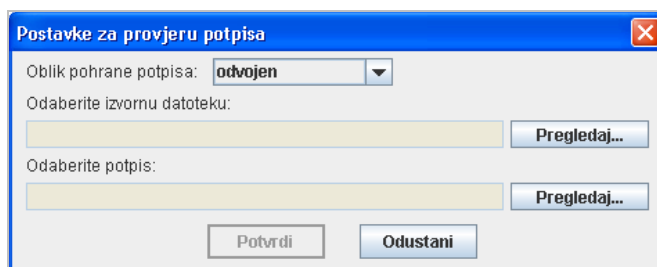 Postavke za provjeru potpisa
Oblik pohrane potpisa: odvojen
Odaberite izvornu datoteku:
Pregledaj...
Odaberite potpis:
Pregledaj...
Potvrdi Odustani